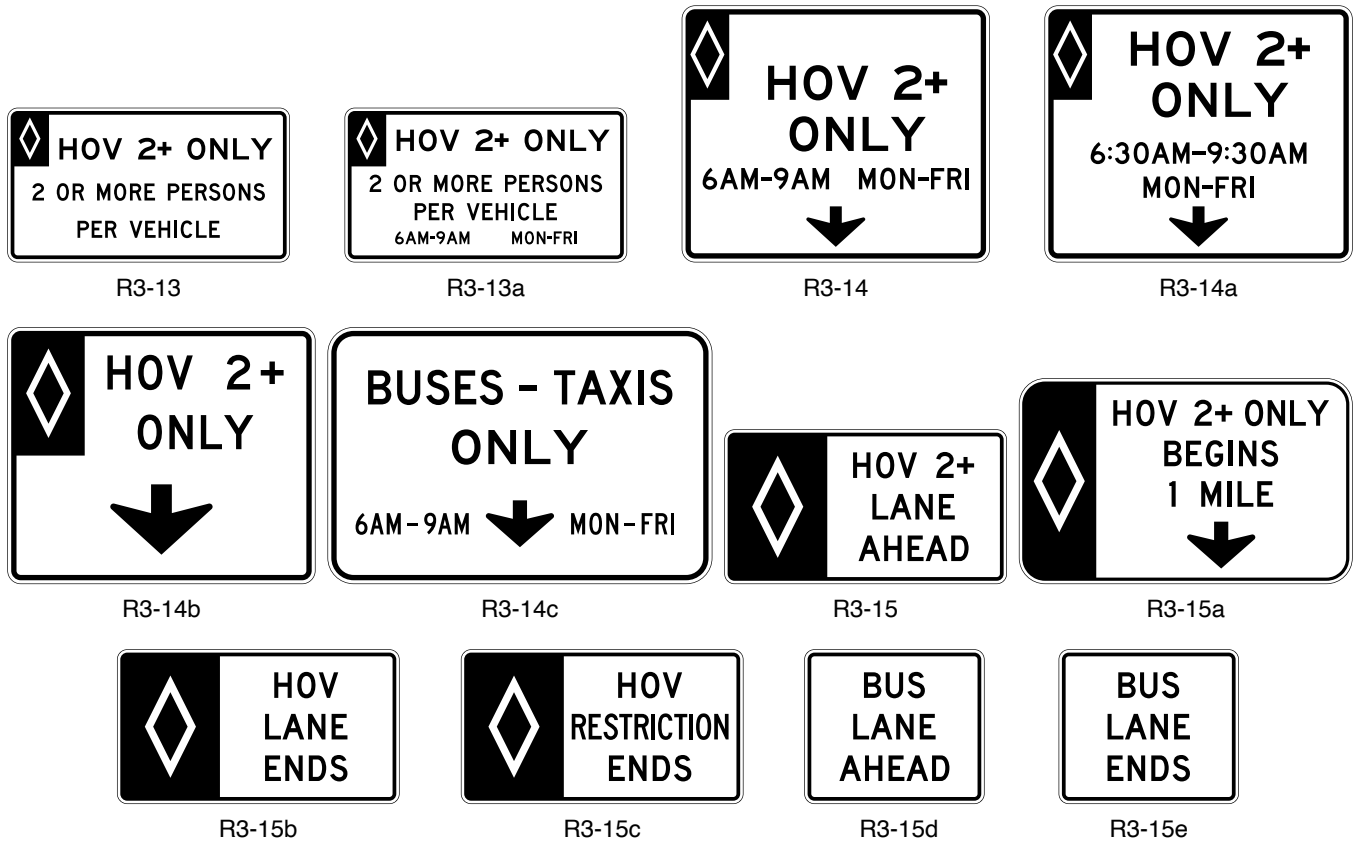 HOV 2+ ONLY
2 OR MORE PERSONS
PER VEHICLE
R3-13
HOV 2+ ONLY
2 OR MORE PERSONS
PER VEHICLE
6AM-9AM MON-FRI
R3-13a
HOV 2+
ONLY
6AM-9AM MON-FRI
R3-14
HOV 2+
ONLY
6:30AM-9:30AM
MON-FRI
R3-14a
HOV 2+
ONLY
R3-14b
BUSES - TAXIS
ONLY
6AM-9AM MON-FRI
R3-14c
HOV 2+
LANE
AHEAD
R3-15
HOV 2+ ONLY
BEGINS
1 MILE
R3-15a
HOV
LANE
ENDS
R3-15b
HOV
RESTRICTION
ENDS
R3-15c
BUS
LANE
AHEAD
R3-15d
BUS
LANE
ENDS
R3-15e